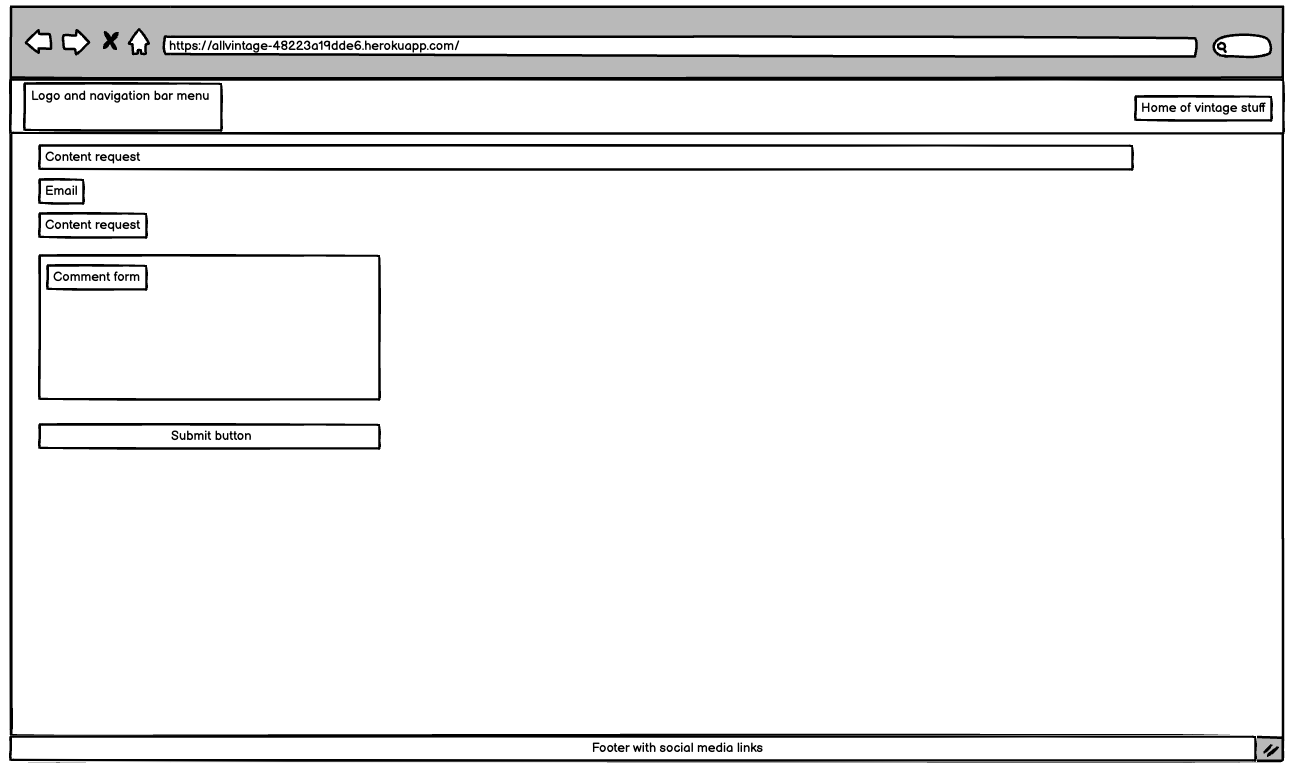 https://allvintage-48223a19dde6.herokuapp.com/
Logo and navigation bar menu
Home of vintage stuff
Content request
Email
Content request
Comment form
Submit button
Footer with social media links